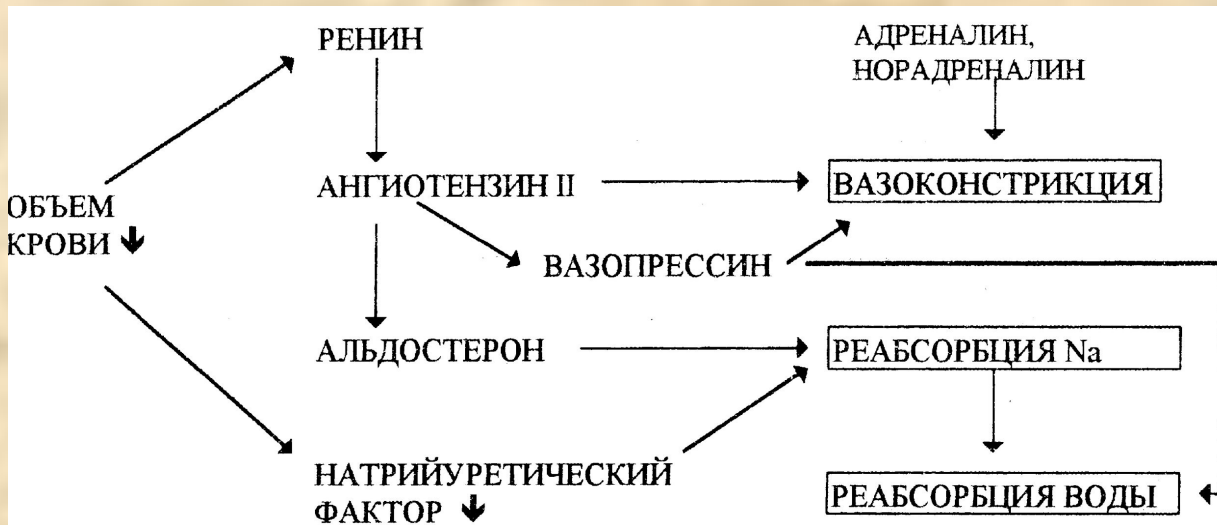 РЕНИН
АДРЕНАЛИН,
НОРАДРЕНАЛИН
АНГИОТЕНЗИН II
ВАЗОКОНСТРИКЦИЯ
ОБЪЕМ
КРОВИ
ВАЗОПРЕССИН
АЛЬДОСТЕРОН
РЕАБСОРБЦИЯ Na
НАТРИЙУРЕТИЧЕСКИЙ
ФАКТОР
РЕАБСОРБЦИЯ ВОДЫ